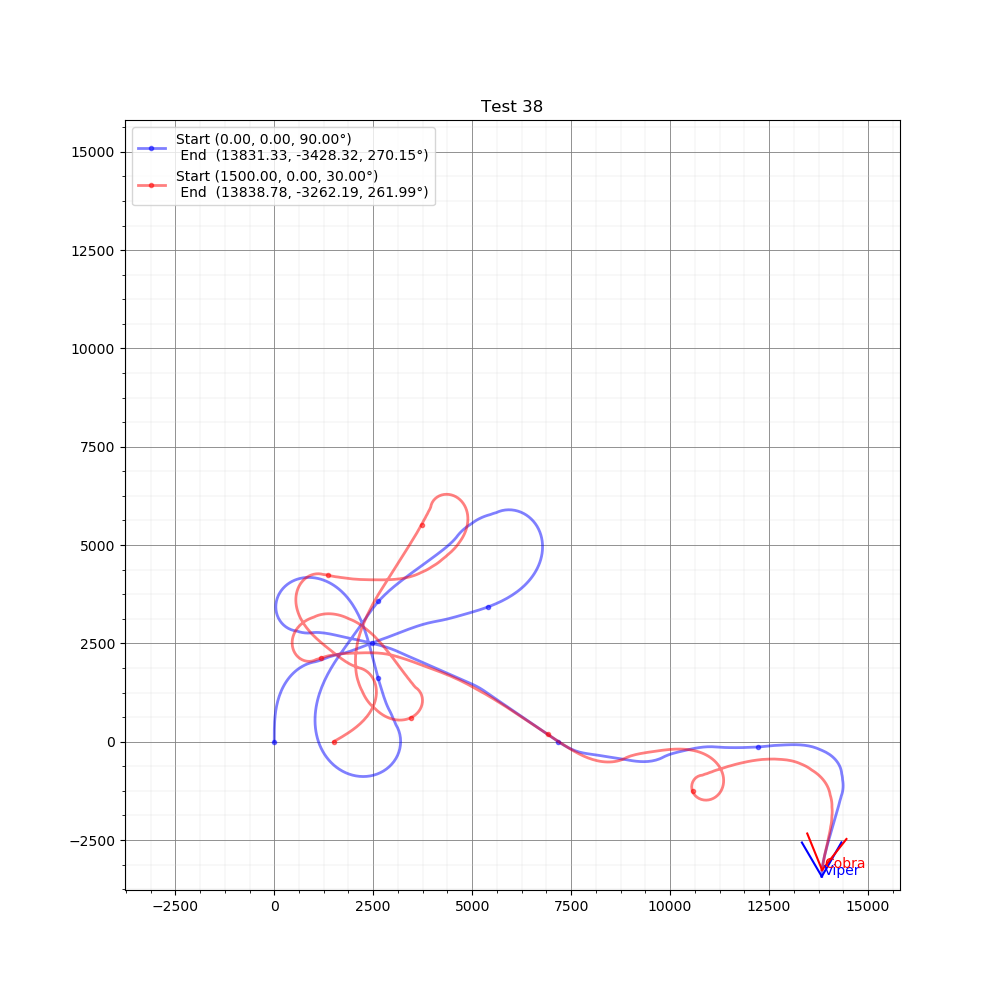 Test 38
Start (0.00, 0.00, 90.00°)
End (13831.33, -3428.32, 270.15°)
Start (1500.00, 0.00, 30.00°)
End (13838.78, -3262.19, 261.99°)
15000
12500
10000
7500
5000
2500
0
−2500
Cobra
Viper
−2500 0 2500 5000 7500 10000 12500 15000